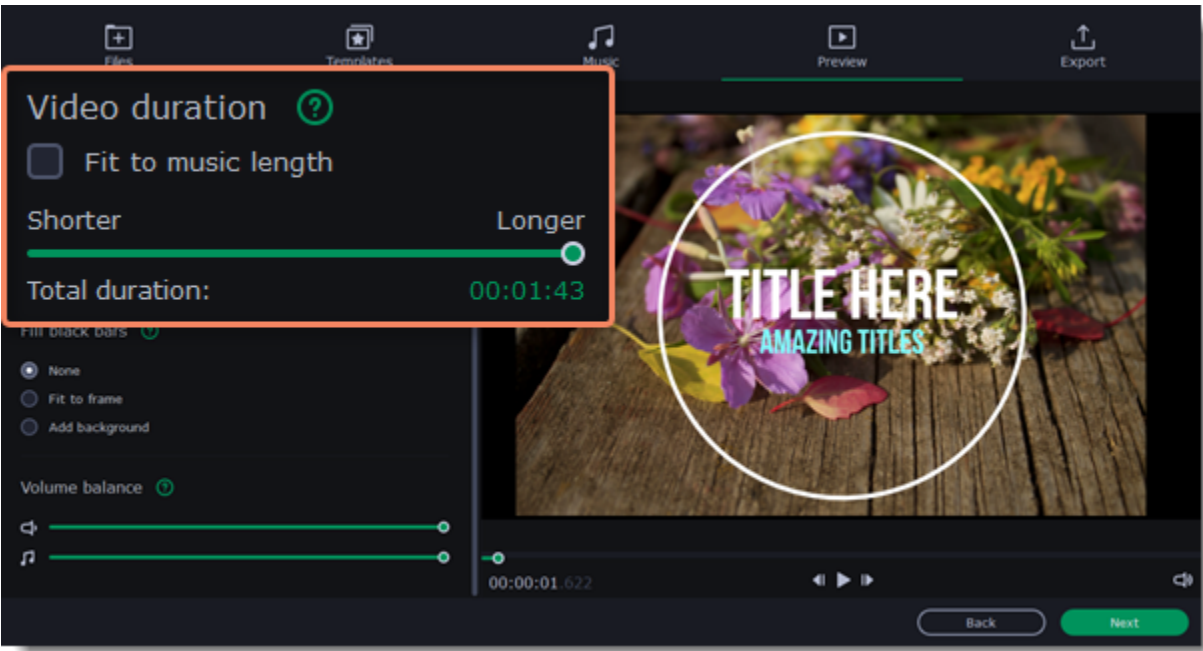 Files
Templates
Music
Preview
Export
Video duration ?
Fit to music length
Shorter Longer
Total duration: 00:01:43
Fill black bars ?
None
Fit to frame
Add background
Volume balance ?
TITLE HERE
AMAZING TITLES
00:00:01.622
Back
Next